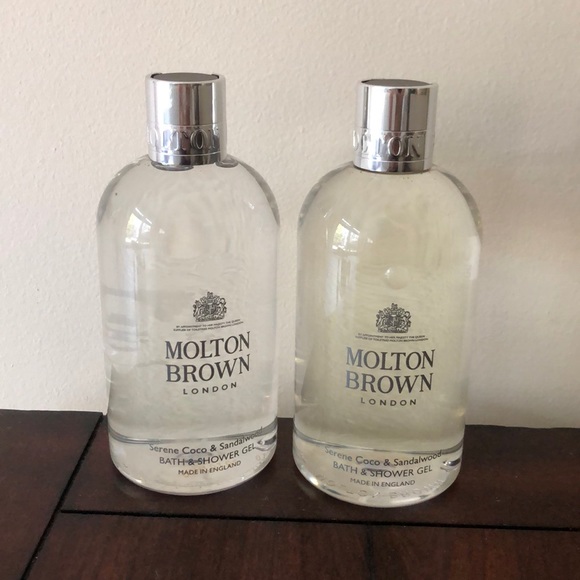 MOLTON
BROWN
LONDON
Serene Coco & Sandalwood
BATH & SHOWER GEL
MADE IN ENGLAND
MOLTON
BROWN
LONDON
Serene Coco & Sandalwood
BATH & SHOWER GEL
MADE IN ENGLAND